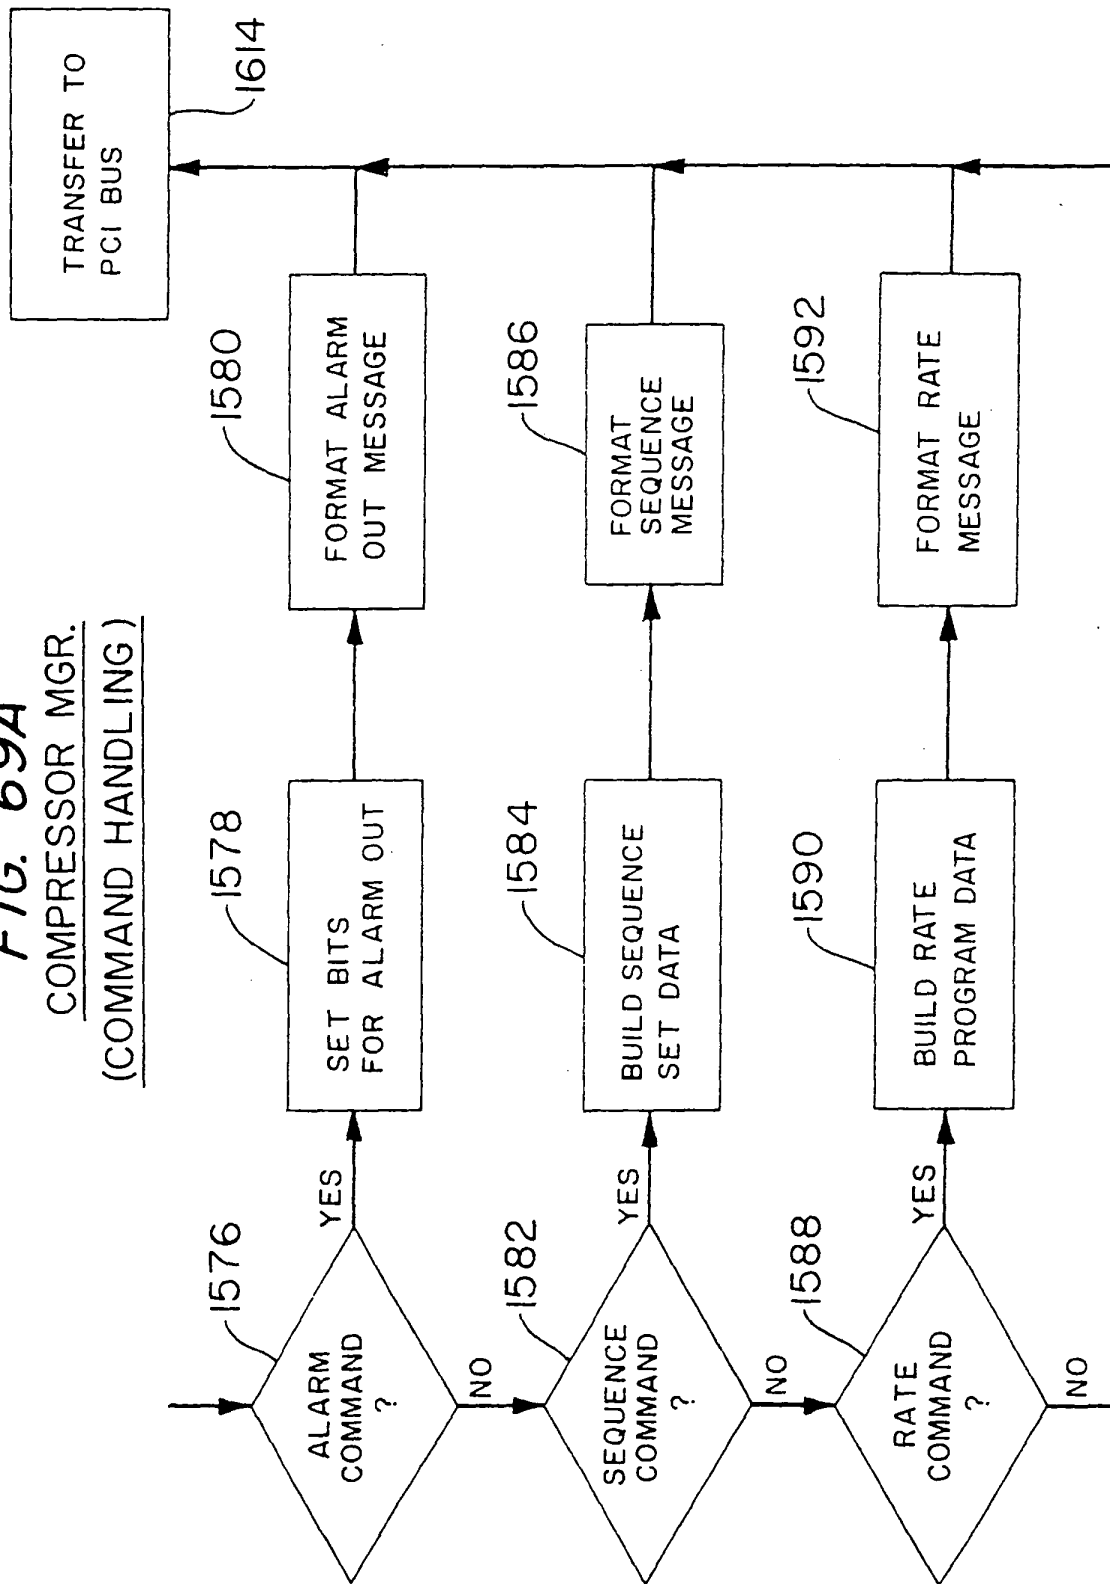 FIG. 69A
COMPRESSOR MGR.
(COMMAND HANDLING)
TRANSFER TO
PCI BUS
1614
ALARM
COMMAND
?
1576
YES
NO
SET BITS
FOR ALARM OUT
1578
FORMAT ALARM
OUT MESSAGE
1580
SEQUENCE
COMMAND
?
1582
YES
NO
BUILD SEQUENCE
SET DATA
1584
FORMAT
SEQUENCE
MESSAGE
1586
RATE
COMMAND
?
1588
YES
NO
BUILD RATE
PROGRAM DATA
1590
FORMAT RATE
MESSAGE
1592